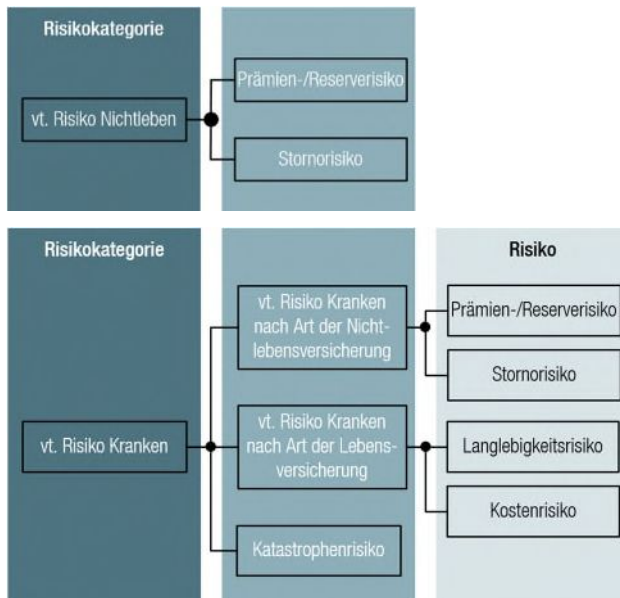 Risikokategorie
Prämien-/Reserverisiko
vt. Risiko Nichtleben
Stornorisiko
Risikokategorie
Risiko
vt. Risiko Kranken
nach Art der Nicht-
lebensversicherung
Prämien-/Reserverisiko
Stornorisiko
vt. Risiko Kranken
vt. Risiko Kranken
nach Art der Lebens-
versicherung
Langlebigkeitsrisiko
Kostenrisiko
Katastrophenrisiko